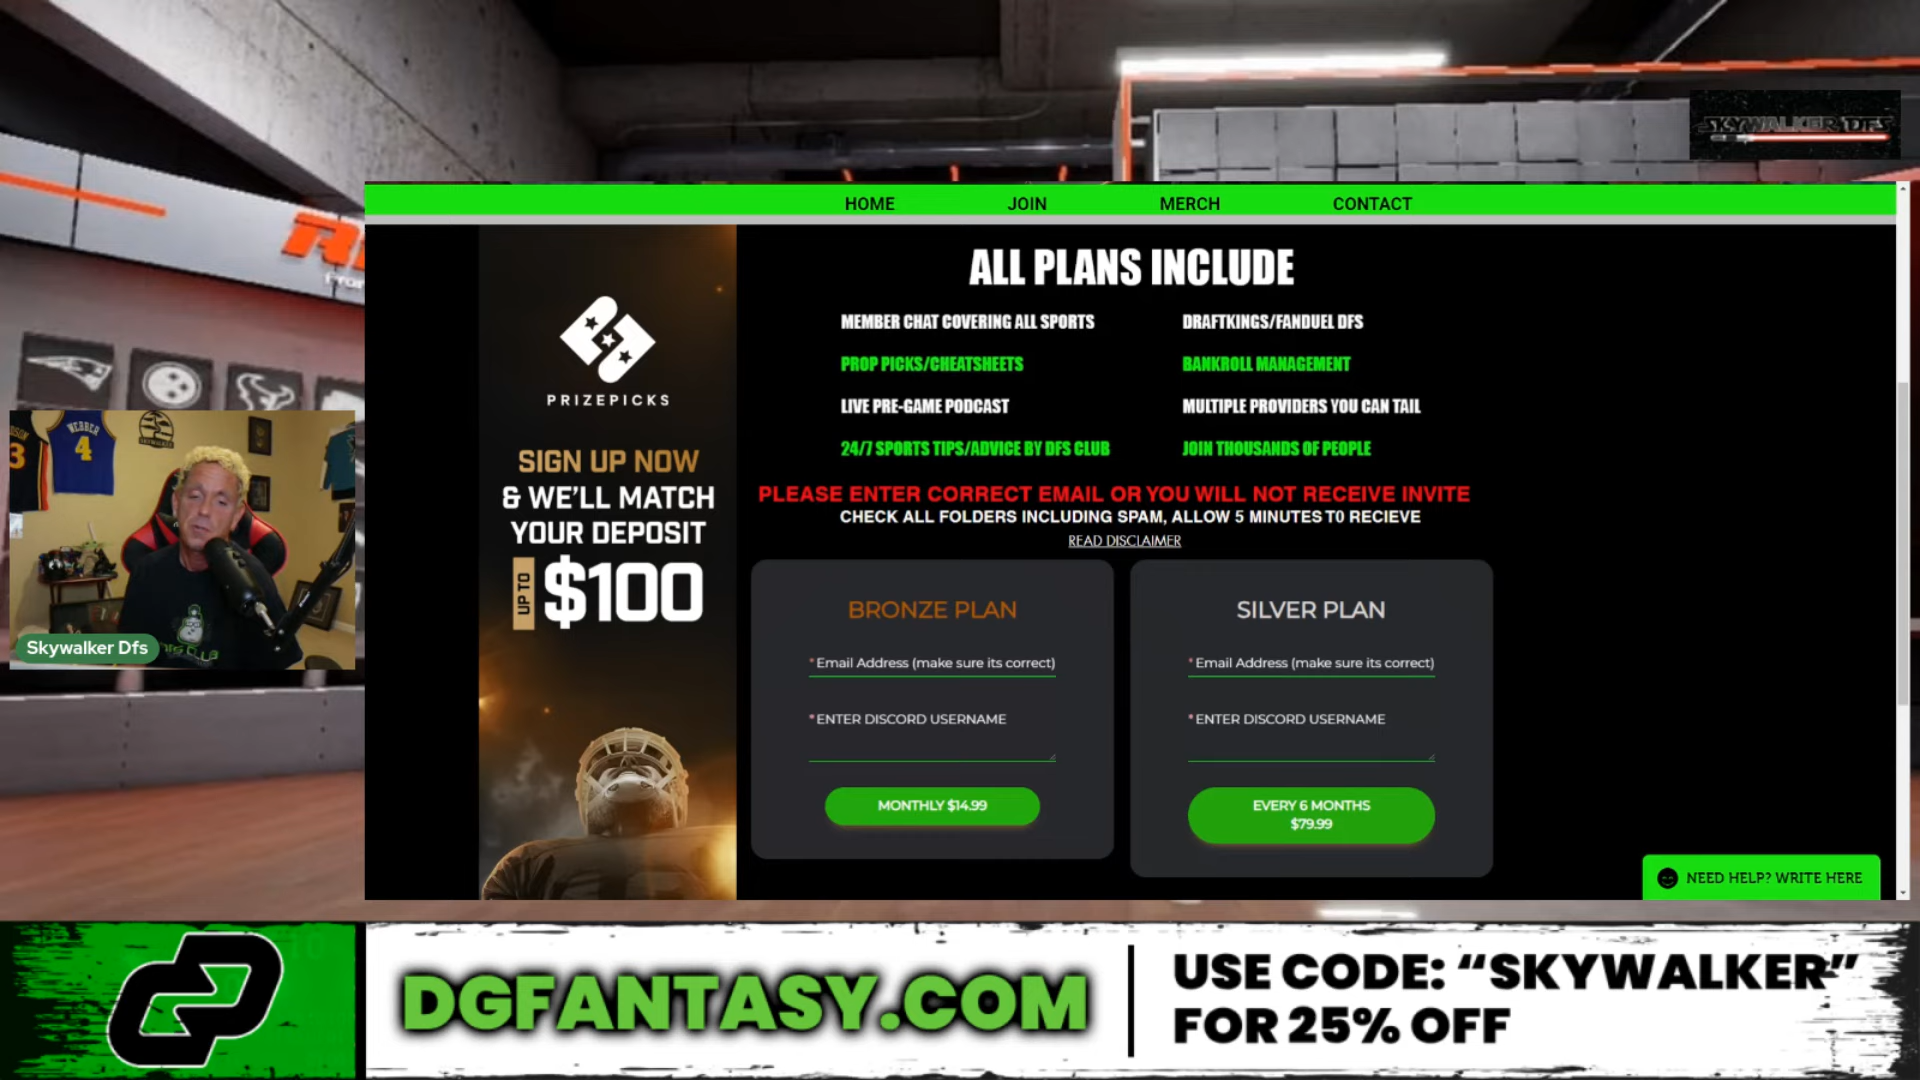 SKYWALKER DFS
HOME
JOIN
MERCH
CONTACT
ALL PLANS INCLUDE
MEMBER CHAT COVERING ALL SPORTS
DRAFTKINGS/FANDUEL DFS
PROP PICKS/CHEATSHEETS
BANKROLL MANAGEMENT
LIVE PRE-GAME PODCAST
MULTIPLE PROVIDERS YOU CAN TAIL
24/7 SPORTS TIPS/ADVICE BY DFS CLUB
JOIN THOUSANDS OF PEOPLE
PLEASE ENTER CORRECT EMAIL OR YOU WILL NOT RECEIVE INVITE
CHECK ALL FOLDERS INCLUDING SPAM, ALLOW 5 MINUTES T0 RECIEVE
READ DISCLAIMER
PRIZEPICKS
SIGN UP NOW
& WE'LL MATCH
YOUR DEPOSIT
UP TO
$100
BRONZE PLAN
*Email Address (make sure its correct)
*ENTER DISCORD USERNAME
MONTHLY $14.99
SILVER PLAN
*Email Address (make sure its correct)
*ENTER DISCORD USERNAME
EVERY 6 MONTHS
$79.99
NEED HELP? WRITE HERE
WEBBER
4
3
Skywalker Dfs
DGFANTASY.COM
USE CODE: “SKYWALKER”
FOR 25% OFF